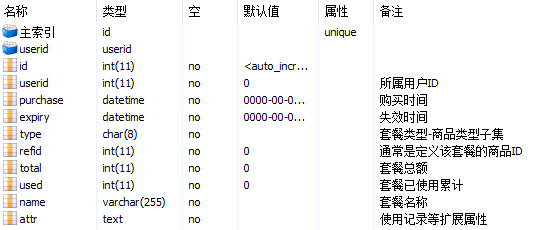 名称 类型 空 默认值 属性 备注
主索引 id unique
userid userid
id int(11) no <auto_incr...
userid int(11) no 0 所属用户ID
purchase datetime no 0000-00-0... 购买时间
expiry datetime no 0000-00-0... 失效时间
type char(8) no 套餐类型-商品类型子集
refid int(11) no 0 通常是定义该套餐的商品ID
total int(11) no 0 套餐总额
used int(11) no 0 套餐已使用累计
name varchar(255) no 套餐名称
attr text no 使用记录等扩展属性